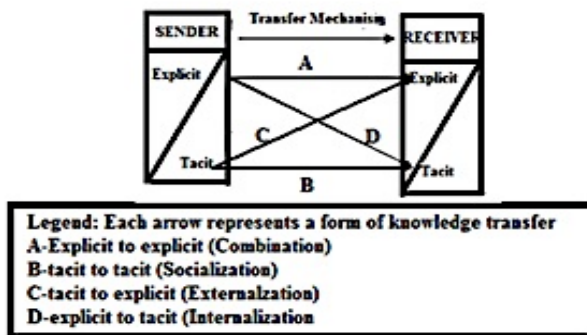 SENDER
Transfer Mechanism
RECEIVER
A
Explicit
Explicit
C
D
Tacit
Tacit
B
Legend: Each arrow represents a form of knowledge transfer
A-Explicit to explicit (Combination)
B-tacit to tacit (Socialization)
C-tacit to explicit (Externalzation)
D-explicit to tacit (Internalization